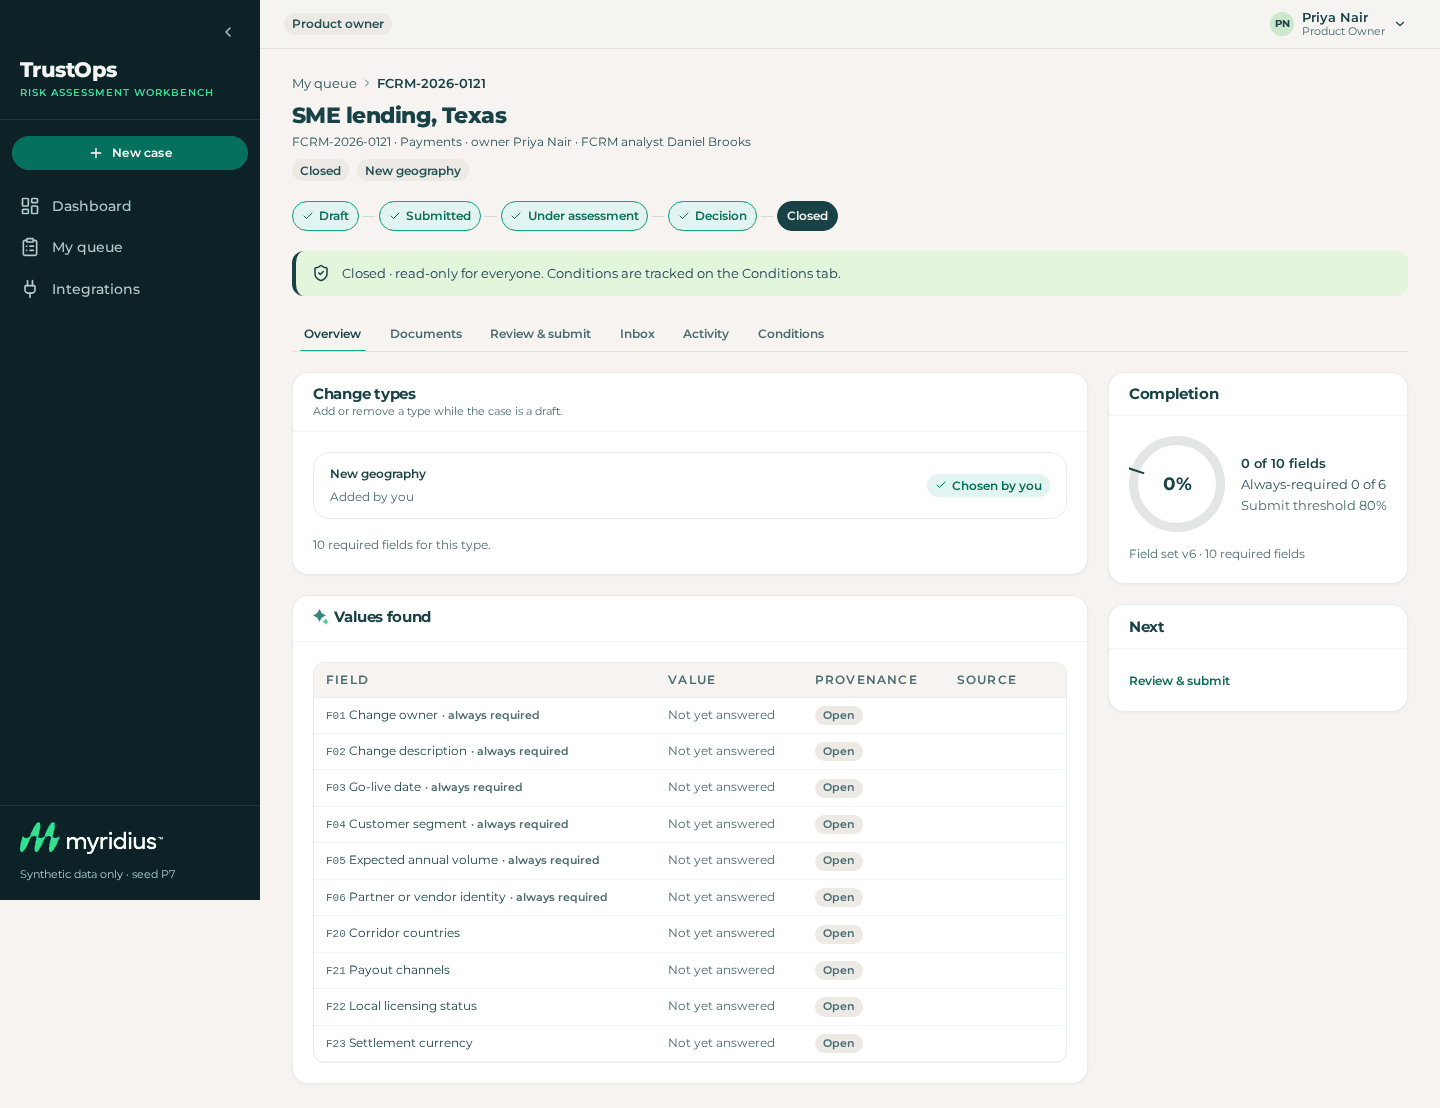 Product owner
PN
Priya Nair
Product Owner
TrustOps
RISK ASSESSMENT WORKBENCH
New case
Dashboard
My queue
Integrations
myridius™
Synthetic data only · seed P7
My queue > FCRM-2026-0121
SME lending, Texas
FCRM-2026-0121 · Payments · owner Priya Nair · FCRM analyst Daniel Brooks
Closed New geography
Draft Submitted Under assessment Decision Closed
Closed · read-only for everyone. Conditions are tracked on the Conditions tab.
Overview Documents Review & submit Inbox Activity Conditions
Change types
Add or remove a type while the case is a draft.
New geography
Added by you
Chosen by you
10 required fields for this type.
Values found
FIELD VALUE PROVENANCE SOURCE
F01 Change owner · always required Not yet answered Open
F02 Change description · always required Not yet answered Open
F03 Go-live date · always required Not yet answered Open
F04 Customer segment · always required Not yet answered Open
F05 Expected annual volume · always required Not yet answered Open
F06 Partner or vendor identity · always required Not yet answered Open
F20 Corridor countries Not yet answered Open
F21 Payout channels Not yet answered Open
F22 Local licensing status Not yet answered Open
F23 Settlement currency Not yet answered Open
Completion
0%
0 of 10 fields
Always-required 0 of 6
Submit threshold 80%
Field set v6 · 10 required fields
Next
Review & submit